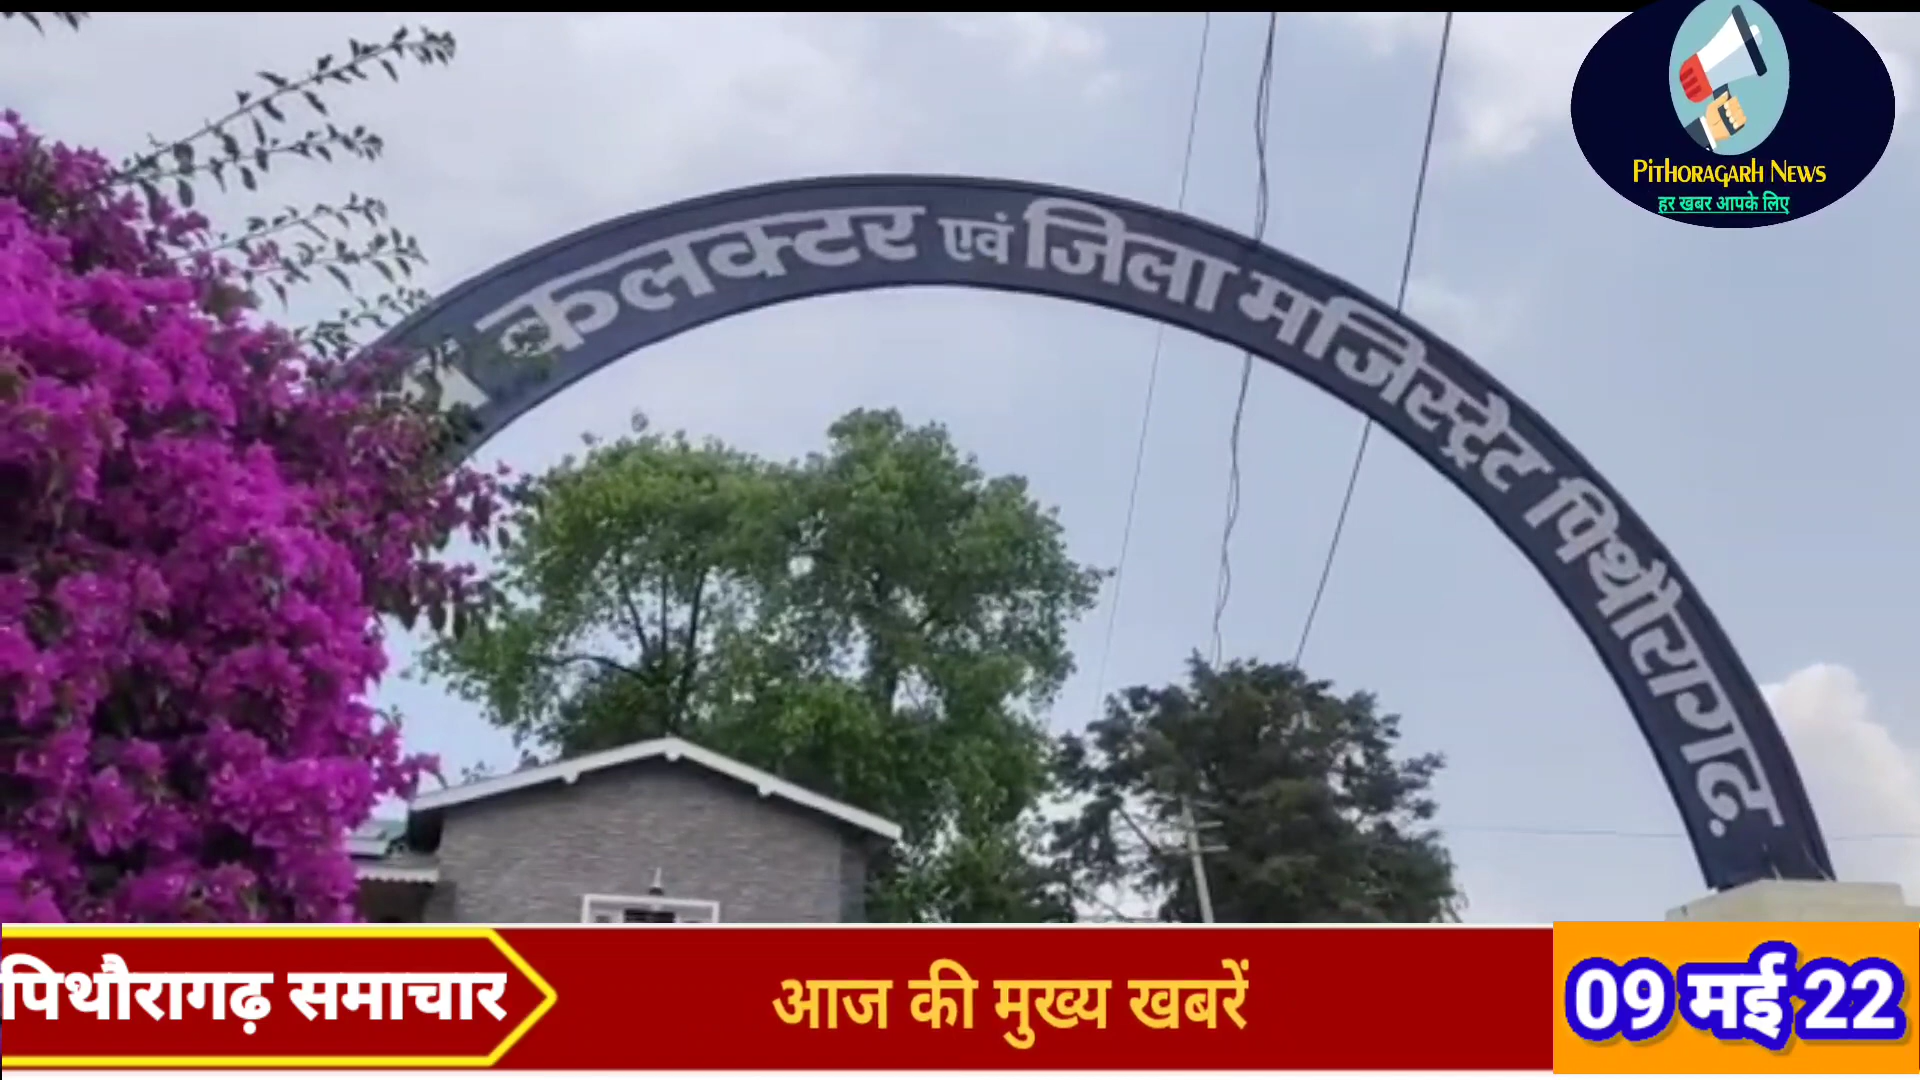 PITHORAGARH NEWS
हर खबर आपके लिए
कलक्टर एवं जिला मजिस्ट्रेट पिथौरागढ़
पिथौरागढ़ समाचार
आज की मुख्य खबरें
09 मई 22